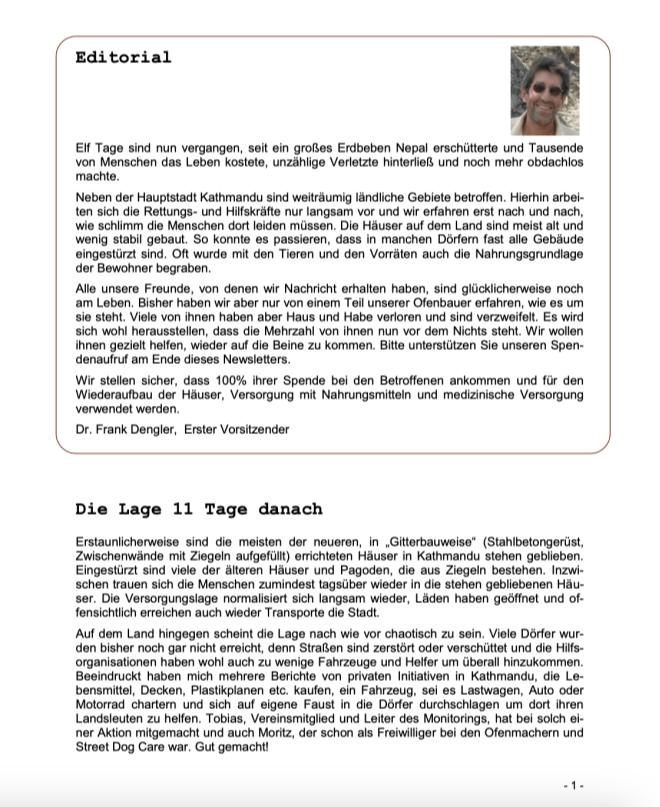 Editorial
Elf Tage sind nun vergangen, seit ein großes Erdbeben Nepal erschütterte und Tausende
von Menschen das Leben kostete, unzählige Verletzte hinterließ und noch mehr obdachlos
machte.
Neben der Hauptstadt Kathmandu sind weiträumig ländliche Gebiete betroffen. Hierhin arbei-
ten sich die Rettungs- und Hilfskräfte nur langsam vor und wir erfahren erst nach und nach,
wie schlimm die Menschen dort leiden müssen. Die Häuser auf dem Land sind meist alt und
wenig stabil gebaut. So konnte es passieren, dass in manchen Dörfern fast alle Gebäude
eingestürzt sind. Oft wurde mit den Tieren und den Vorräten auch die Nahrungsgrundlage
der Bewohner begraben.
Alle unsere Freunde, von denen wir Nachricht erhalten haben, sind glücklicherweise noch
am Leben. Bisher haben wir aber nur von einem Teil unserer Ofenbauer erfahren, wie es um
sie steht. Viele von ihnen haben aber Haus und Habe verloren und sind verzweifelt. Es wird
sich wohl herausstellen, dass die Mehrzahl von ihnen nun vor dem Nichts steht. Wir wollen
ihnen gezielt helfen, wieder auf die Beine zu kommen. Bitte unterstützen Sie unseren Spen-
denaufruf am Ende dieses Newsletters.
Wir stellen sicher, dass 100% ihrer Spende bei den Betroffenen ankommen und für den
Wiederaufbau der Häuser, Versorgung mit Nahrungsmitteln und medizinische Versorgung
verwendet werden.
Dr. Frank Dengler, Erster Vorsitzender
Die Lage 11 Tage danach
Erstaunlicherweise sind die meisten der neueren, in „Gitterbauweise“ (Stahlbetongerüst,
Zwischenwände mit Ziegeln aufgefüllt) errichteten Häuser in Kathmandu stehen geblieben.
Eingestürzt sind viele der älteren Häuser und Pagoden, die aus Ziegeln bestehen. Inzwi-
schen trauen sich die Menschen zumindest tagsüber wieder in die stehen gebliebenen Häu-
ser. Die Versorgungslage normalisiert sich langsam wieder, Läden haben geöffnet und of-
fensichtlich erreichen auch wieder Transporte die Stadt.
Auf dem Land hingegen scheint die Lage nach wie vor chaotisch zu sein. Viele Dörfer wur-
den bisher noch gar nicht erreicht, denn Straßen sind zerstört oder verschüttet und die Hilfs-
organisationen haben wohl auch zu wenige Fahrzeuge und Helfer um überall hinzukommen.
Beeindruckt haben mich mehrere Berichte von privaten Initiativen in Kathmandu, die Le-
bensmittel, Decken, Plastikplanen etc. kaufen, ein Fahrzeug, sei es Lastwagen, Auto oder
Motorrad chartern und sich auf eigene Faust in die Dörfer durchschlagen um dort ihren
Landsleuten zu helfen. Tobias, Vereinsmitglied und Leiter des Monitorings, hat bei solch ei-
ner Aktion mitgemacht und auch Moritz, der schon als Freiwilliger bei den Ofenmachern und
Street Dog Care war. Gut gemacht!
- 1 -